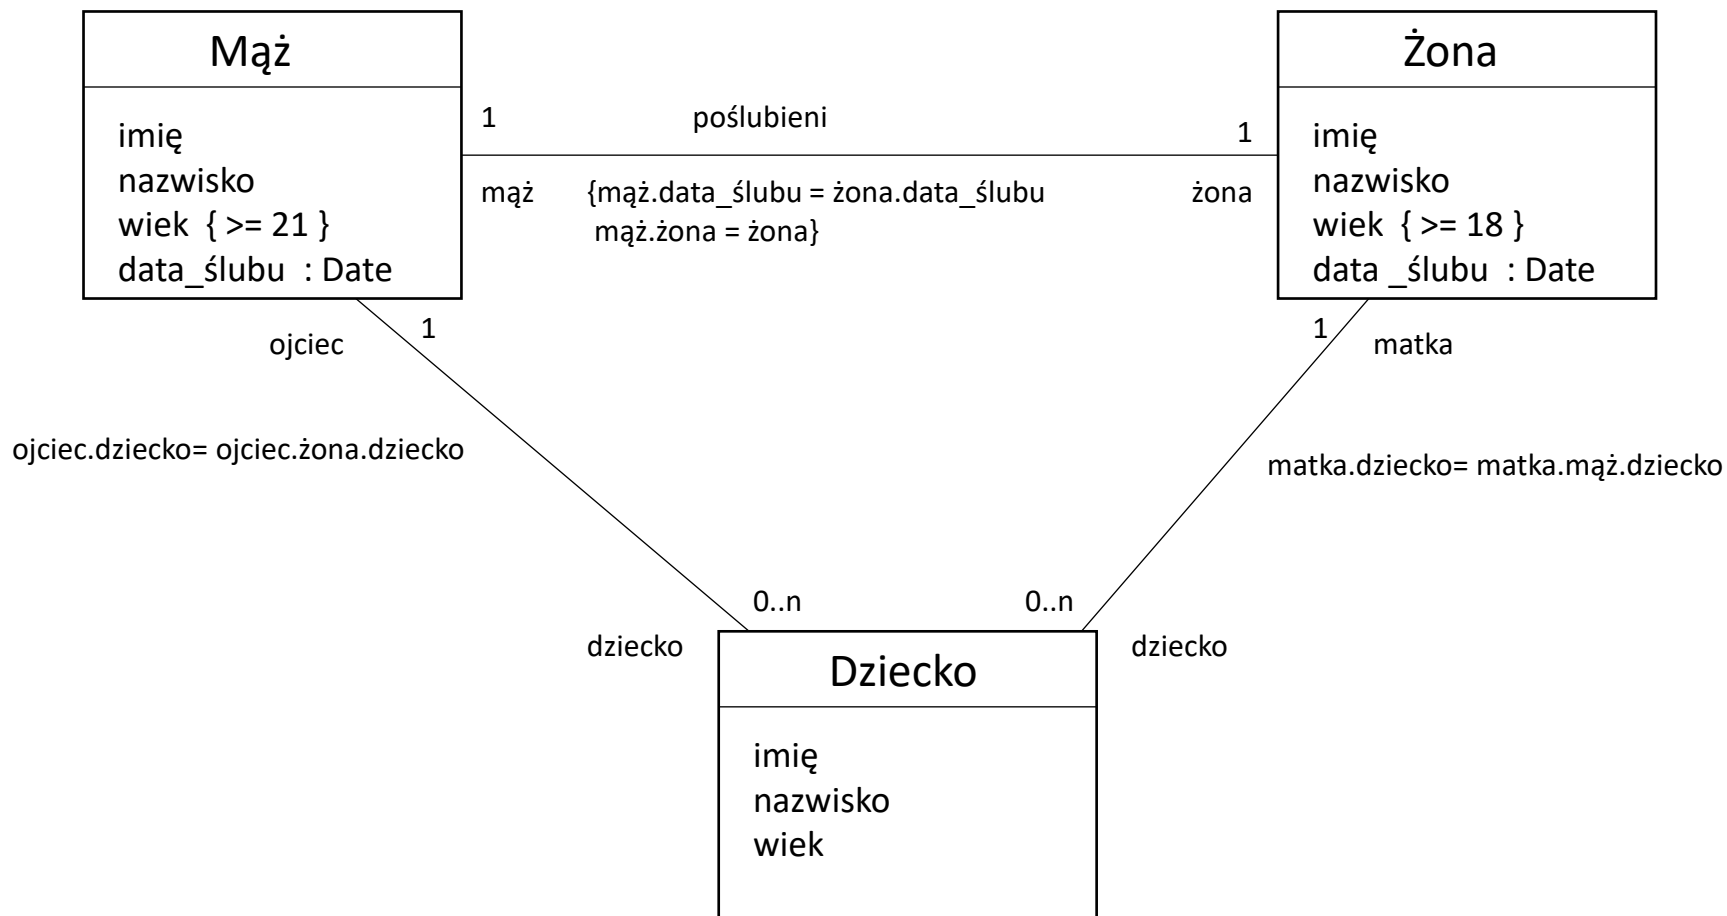 Mąż
imię
nazwisko
wiek { >= 21 }
data_ślubu : Date
1
poślubieni
1
mąż
{mąż.data_ślubu = żona.data_ślubu
mąż.żona = żona}
żona
Żona
imię
nazwisko
wiek { >= 18 }
data _ślubu : Date
ojciec
1
1
matka
ojciec.dziecko= ojciec.żona.dziecko
matka.dziecko= matka.mąż.dziecko
0..n
0..n
dziecko
dziecko
Dziecko
imię
nazwisko
wiek